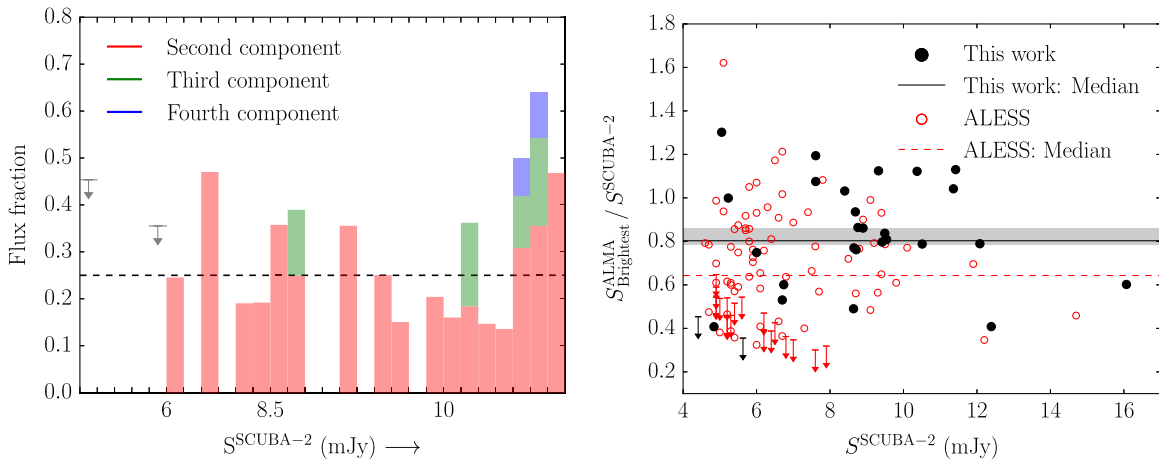 0.8
0.7
0.6
0.5
0.4
0.3
0.2
0.1
0.0
Flux fraction
Second component
Third component
Fourth component
6 8.5 10
S^SCUBA−2 (mJy) ⟶
1.8
1.6
1.4
1.2
1.0
0.8
0.6
0.4
0.2
S^ALMA_Brightest / S^SCUBA−2
This work
This work: Median
ALESS
ALESS: Median
4 6 8 10 12 14 16
S^SCUBA−2 (mJy)